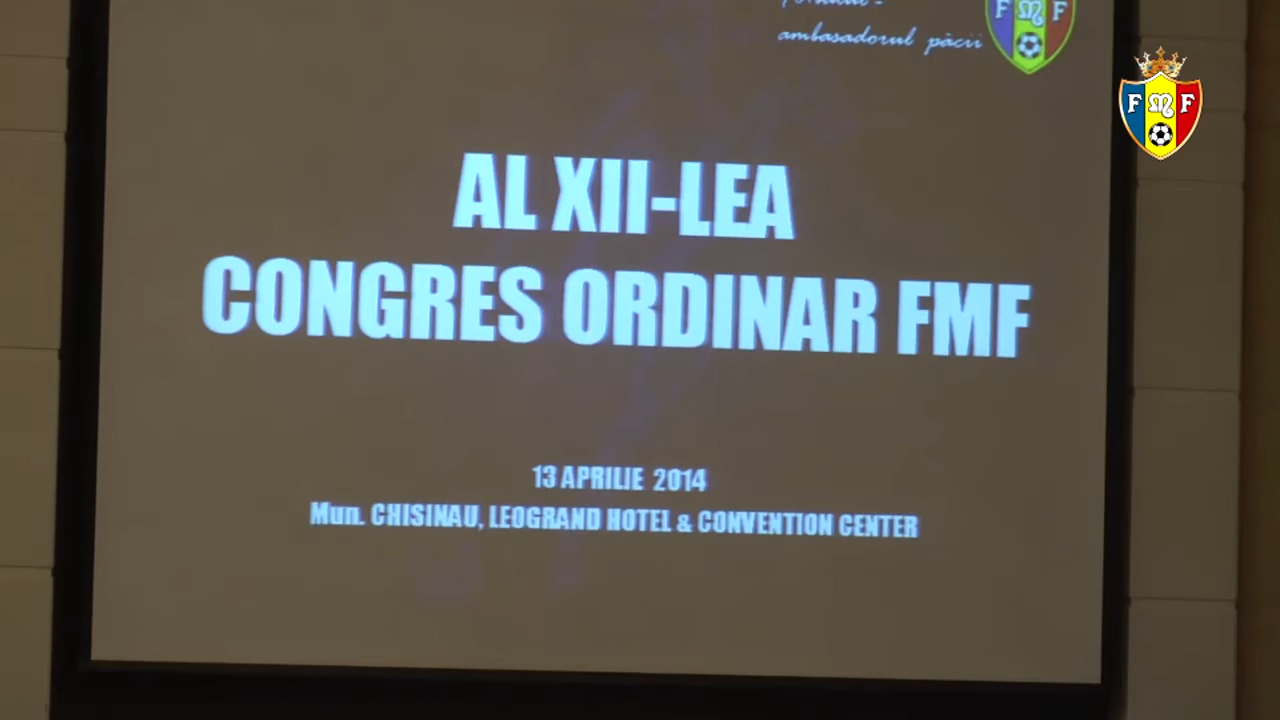 ambasadorul păcii
F M F
F M F
AL XII-LEA
CONGRES ORDINAR FMF
13 APRILIE 2014
Mun. CHISINAU, LEOGRAND HOTEL & CONVENTION CENTER